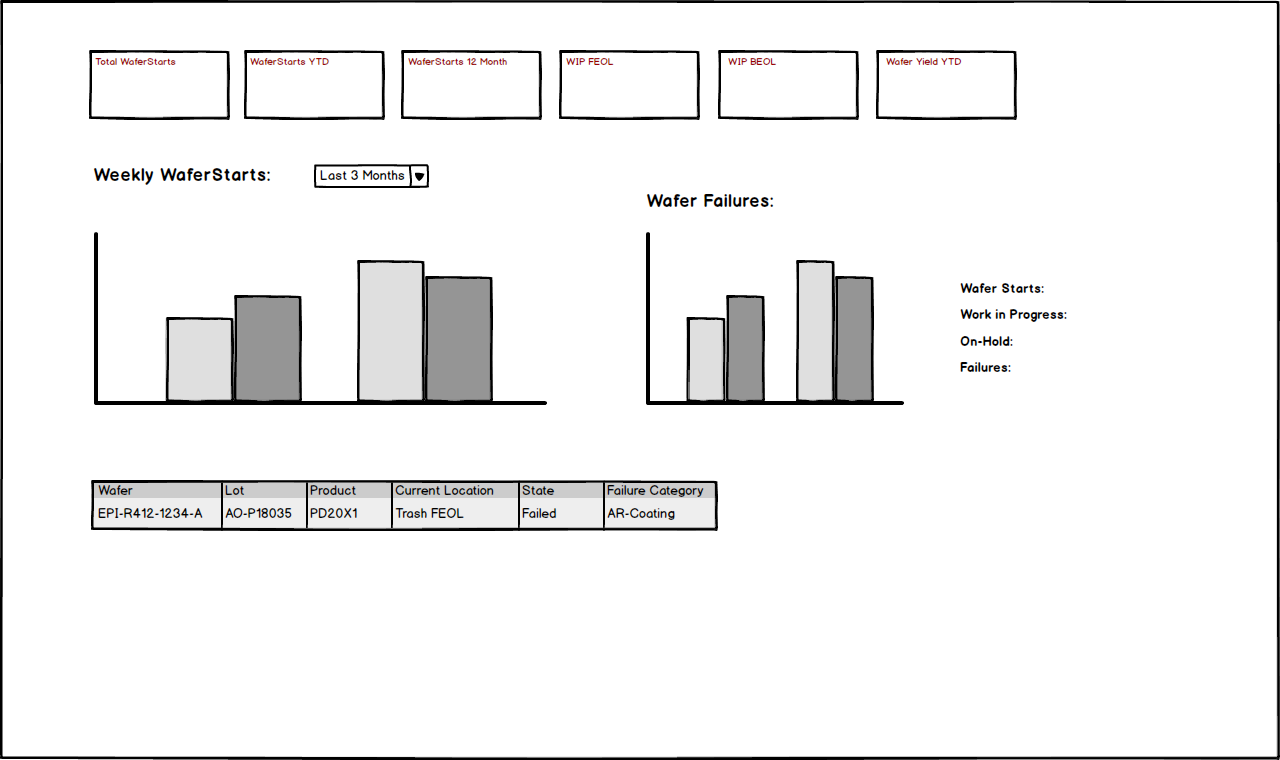 Total WaferStarts
WaferStarts YTD
WaferStarts 12 Month
WIP FEOL
WIP BEOL
Wafer Yield YTD
Weekly WaferStarts:
Last 3 Months
Wafer Failures:
Wafer Starts:
Work in Progress:
On-Hold:
Failures:
Wafer Lot Product Current Location State Failure Category
EPI-R412-1234-A AO-P18035 PD20X1 Trash FEOL Failed AR-Coating